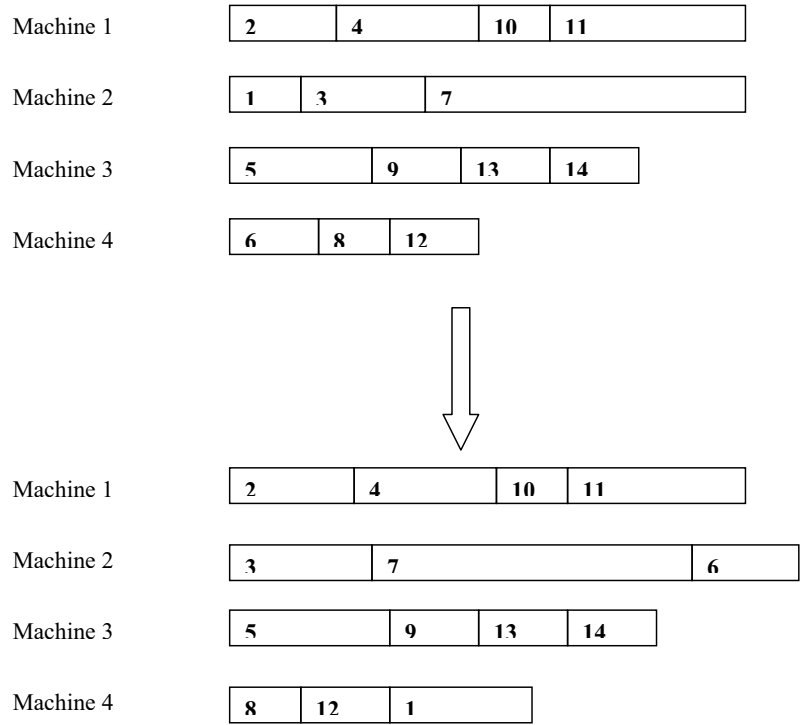 Machine 1 2 4 10 11
Machine 2 1 3 7
Machine 3 5 9 13 14
Machine 4 6 8 12
Machine 1 2 4 10 11
Machine 2 3 7 6
Machine 3 5 9 13 14
Machine 4 8 12 1